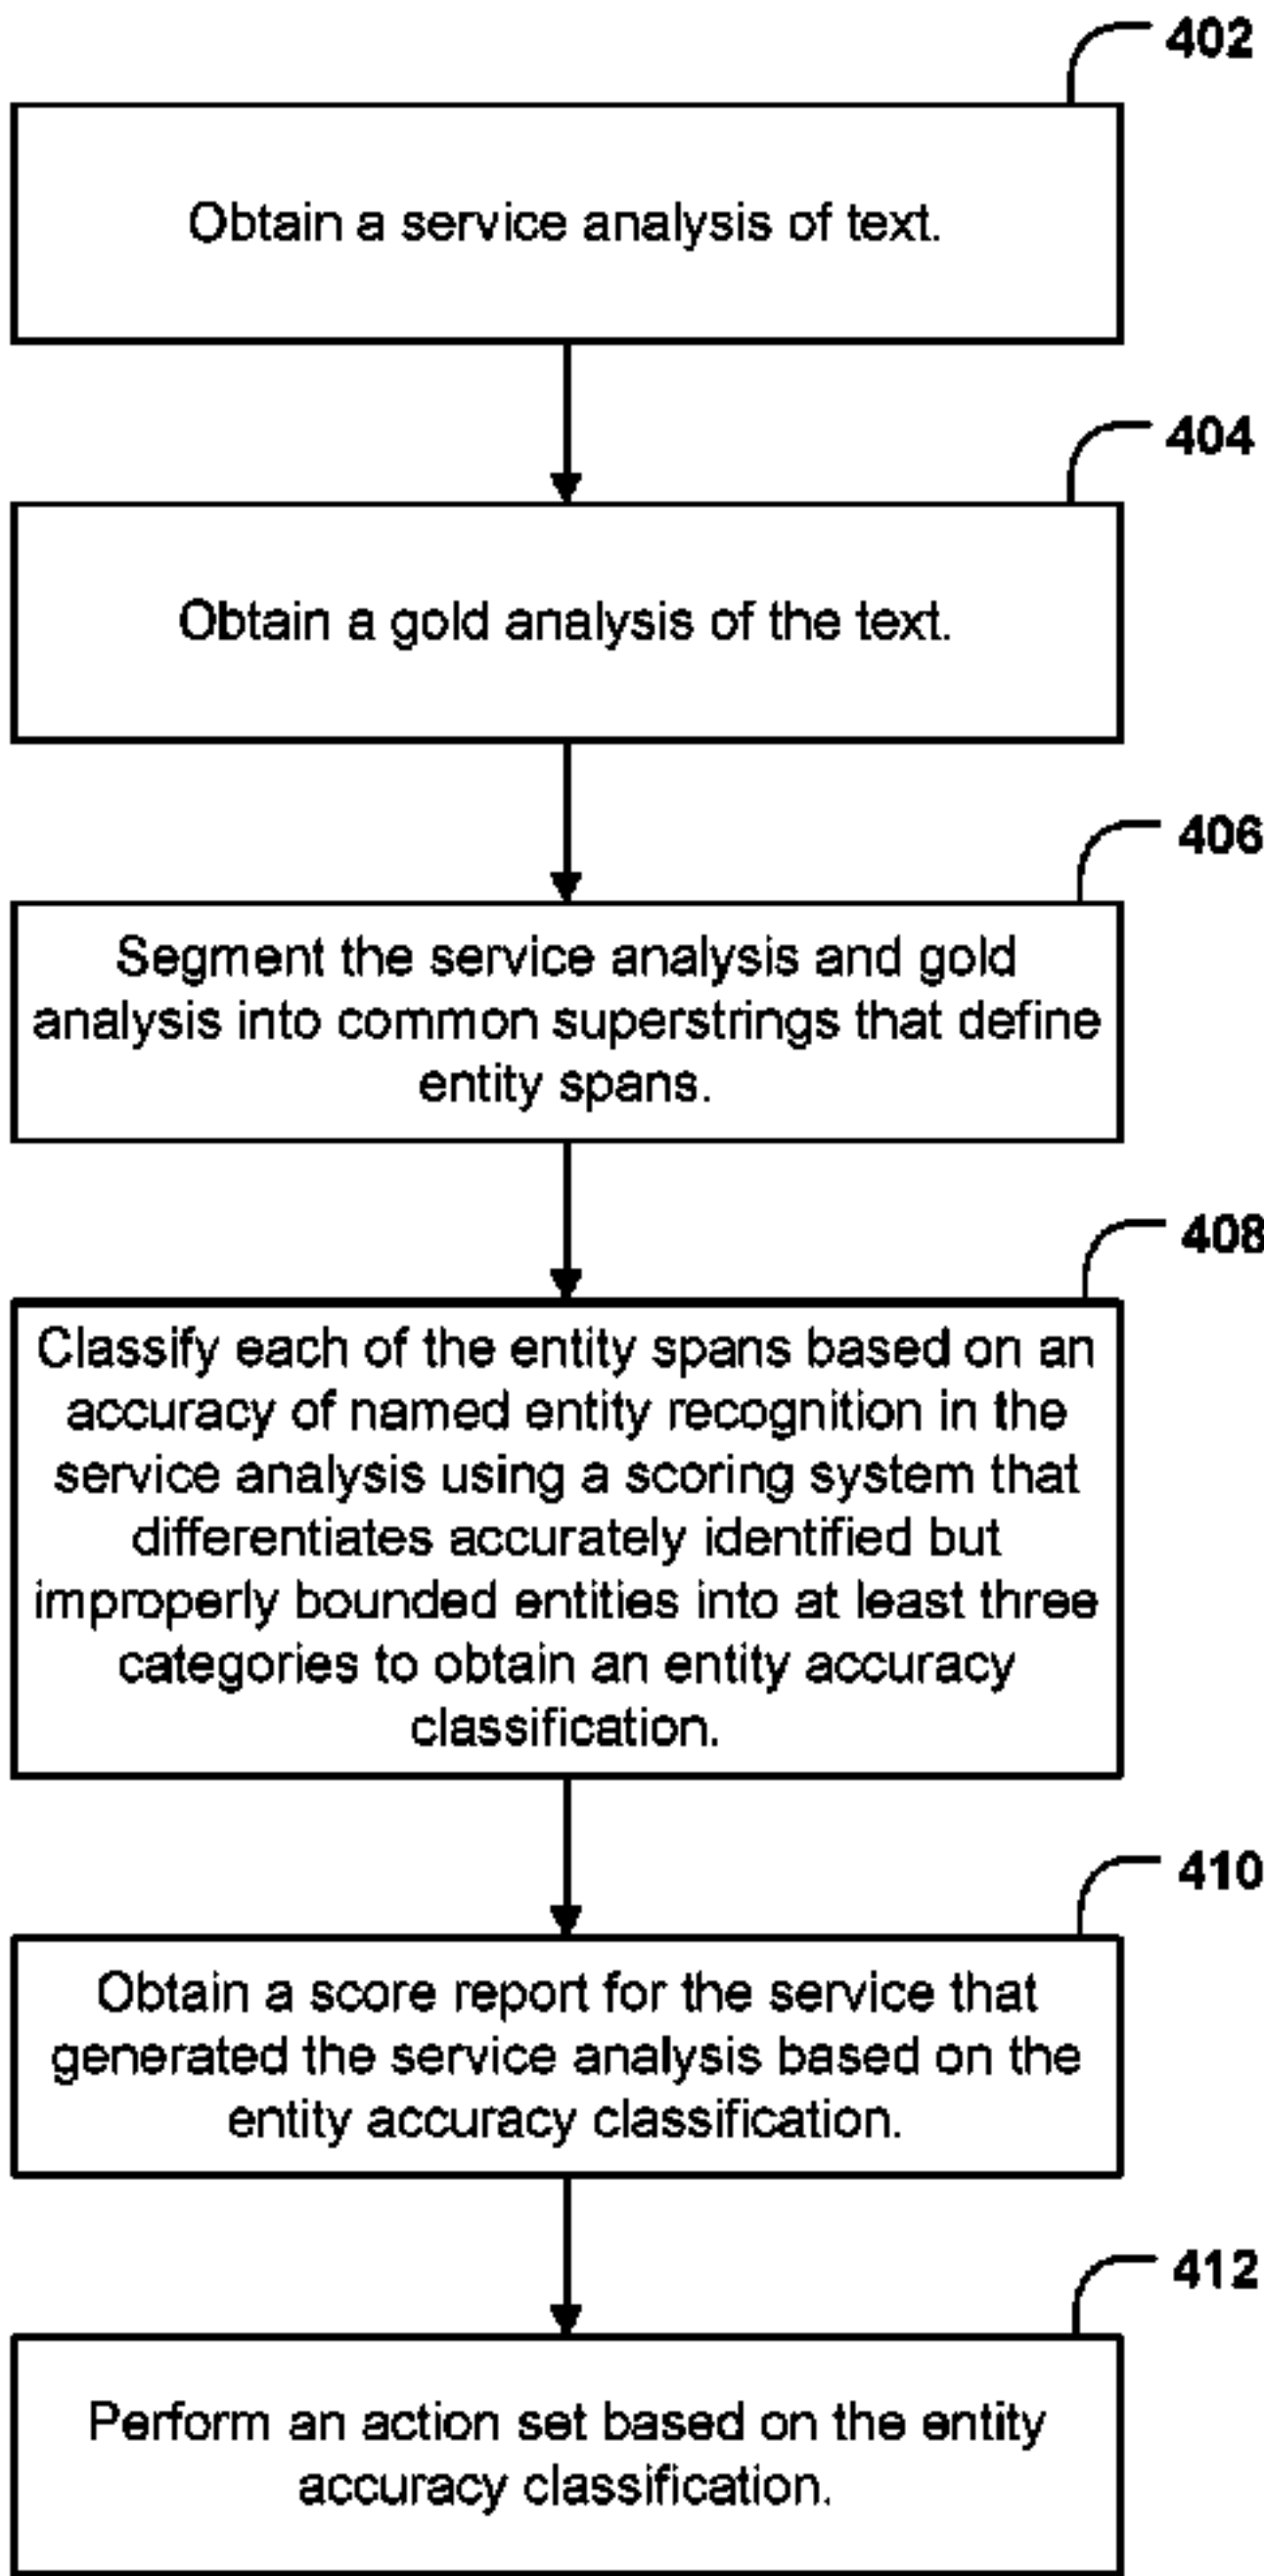 402
Obtain a service analysis of text.
404
Obtain a gold analysis of the text.
406
Segment the service analysis and gold
analysis into common superstrings that define
entity spans.
408
Classify each of the entity spans based on an
accuracy of named entity recognition in the
service analysis using a scoring system that
differentiates accurately identified but
improperly bounded entities into at least three
categories to obtain an entity accuracy
classification.
410
Obtain a score report for the service that
generated the service analysis based on the
entity accuracy classification.
412
Perform an action set based on the entity
accuracy classification.